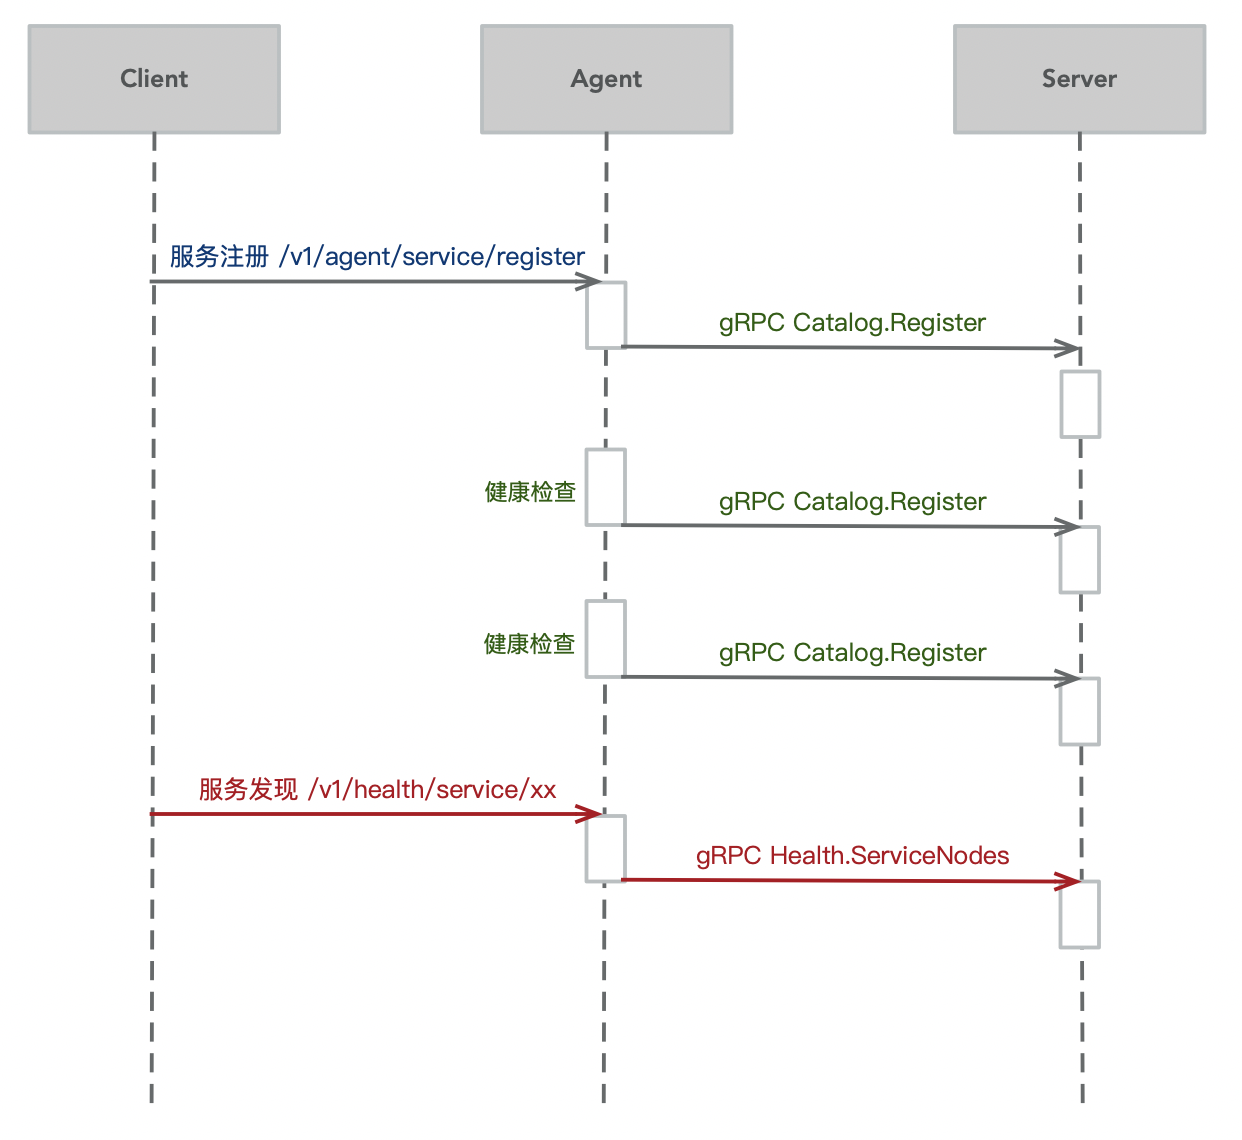 Client
Agent
Server
服务注册 /v1/agent/service/register
gRPC Catalog.Register
健康检查
gRPC Catalog.Register
健康检查
gRPC Catalog.Register
服务发现 /v1/health/service/xx
gRPC Health.ServiceNodes